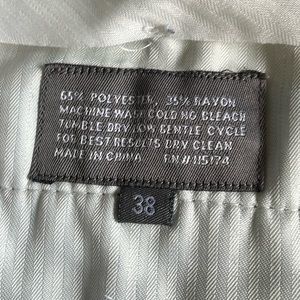 65% POLYESTER, 35% RAYON
MACHINE WASH COLD NO BLEACH
TUMBLE DRY LOW GENTLE CYCLE
FOR BEST RESULTS DRY CLEAN
MADE IN CHINA RN#115174
38